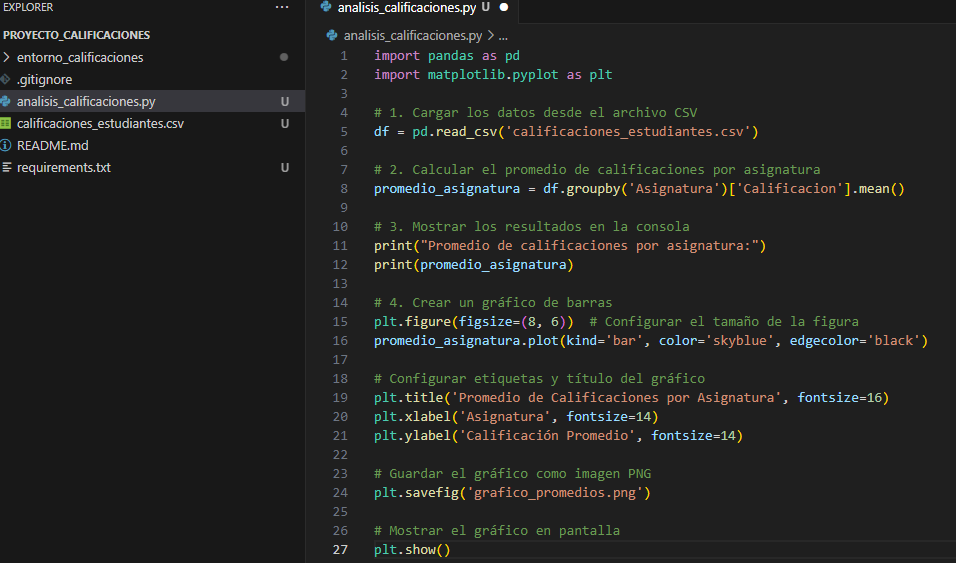 EXPLORER ...
PROYECTO_CALIFICACIONES
entorno_calificaciones
.gitignore
analisis_calificaciones.py U
calificaciones_estudiantes.csv U
README.md
requirements.txt U
analisis_calificaciones.py U
analisis_calificaciones.py > ...
1 import pandas as pd
2 import matplotlib.pyplot as plt
3
4 # 1. Cargar los datos desde el archivo CSV
5 df = pd.read_csv('calificaciones_estudiantes.csv')
6
7 # 2. Calcular el promedio de calificaciones por asignatura
8 promedio_asignatura = df.groupby('Asignatura')['Calificacion'].mean()
9
10 # 3. Mostrar los resultados en la consola
11 print("Promedio de calificaciones por asignatura:")
12 print(promedio_asignatura)
13
14 # 4. Crear un gráfico de barras
15 plt.figure(figsize=(8, 6))  # Configurar el tamaño de la figura
16 promedio_asignatura.plot(kind='bar', color='skyblue', edgecolor='black')
17
18 # Configurar etiquetas y título del gráfico
19 plt.title('Promedio de Calificaciones por Asignatura', fontsize=16)
20 plt.xlabel('Asignatura', fontsize=14)
21 plt.ylabel('Calificación Promedio', fontsize=14)
22
23 # Guardar el gráfico como imagen PNG
24 plt.savefig('grafico_promedios.png')
25
26 # Mostrar el gráfico en pantalla
27 plt.show()